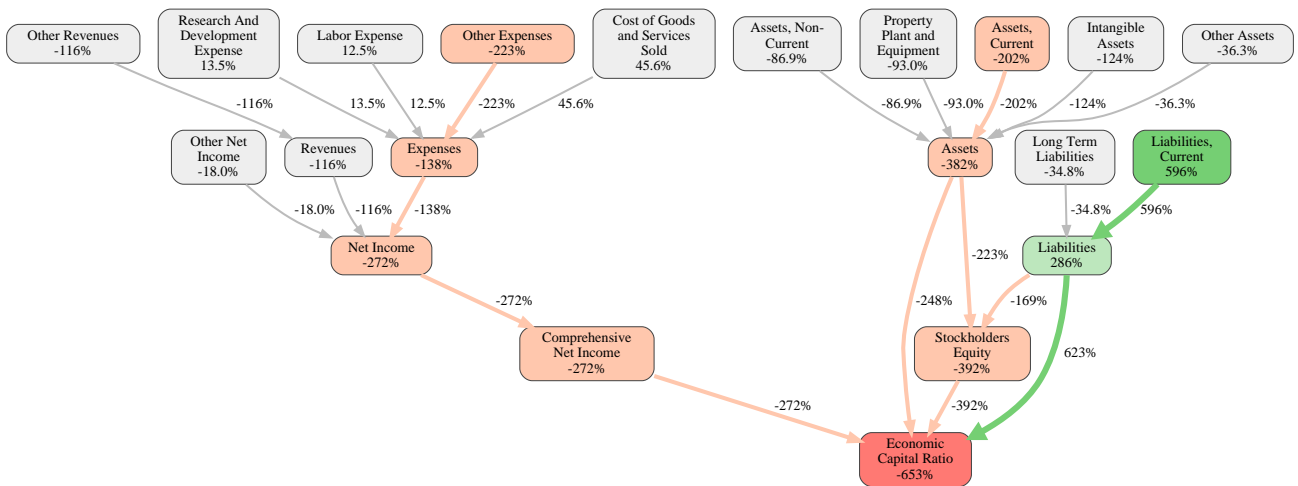 Other Revenues
-116%
Research And
Development
Expense
13.5%
Labor Expense
12.5%
Other Expenses
-223%
Cost of Goods
and Services
Sold
45.6%
Assets, Non-
Current
-86.9%
Property
Plant and
Equipment
-93.0%
Assets,
Current
-202%
Intangible
Assets
-124%
Other Assets
-36.3%
-116%
13.5%
12.5%
-223%
45.6%
-86.9%
-93.0%
-202%
-124%
-36.3%
Other Net
Income
-18.0%
Revenues
-116%
Expenses
-138%
Assets
-382%
Long Term
Liabilities
-34.8%
Liabilities,
Current
596%
-18.0%
-116%
-138%
-34.8%
596%
Net Income
-272%
-223%
Liabilities
286%
-272%
-248%
-169%
Comprehensive
Net Income
-272%
Stockholders
Equity
-392%
623%
-272%
-392%
Economic
Capital Ratio
-653%